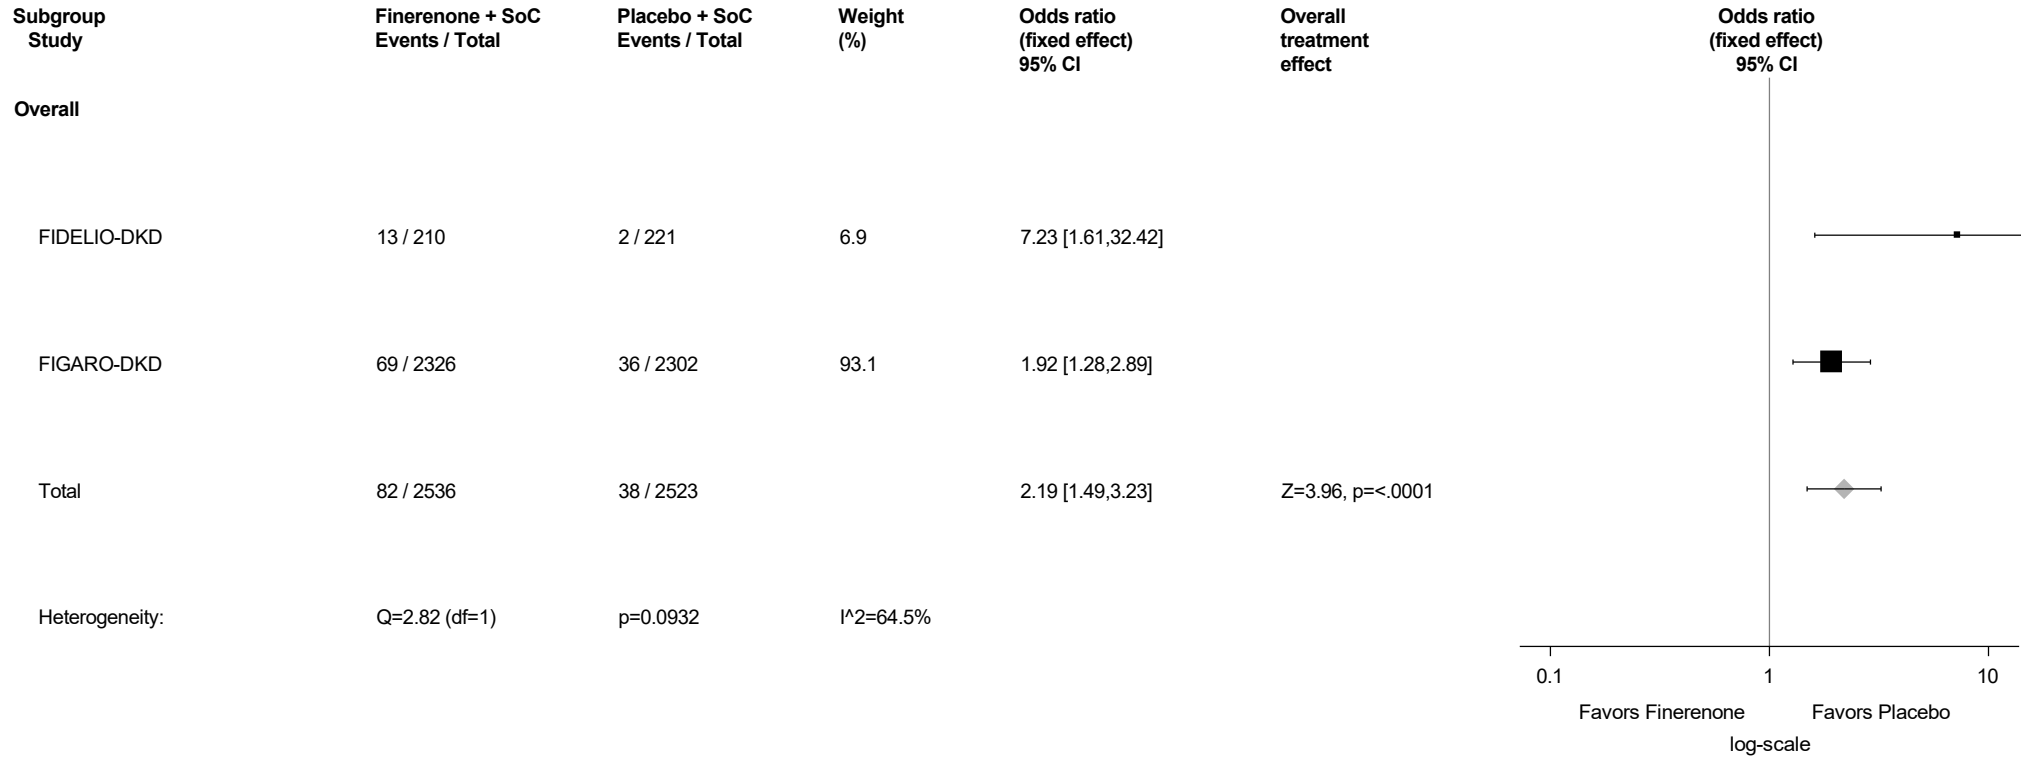 Subgroup Finerenone + SoC Placebo + SoC Weight Odds ratio Overall Odds ratio
Study Events / Total Events / Total (%) (fixed effect) treatment (fixed effect)
95% CI effect 95% CI
Overall
FIDELIO-DKD 13 / 210 2 / 221 6.9 7.23 [1.61,32.42]
FIGARO-DKD 69 / 2326 36 / 2302 93.1 1.92 [1.28,2.89]
Total 82 / 2536 38 / 2523 2.19 [1.49,3.23] Z=3.96, p=<.0001
Heterogeneity: Q=2.82 (df=1) p=0.0932 I^2=64.5%
0.1 1 10
Favors Finerenone Favors Placebo
log-scale